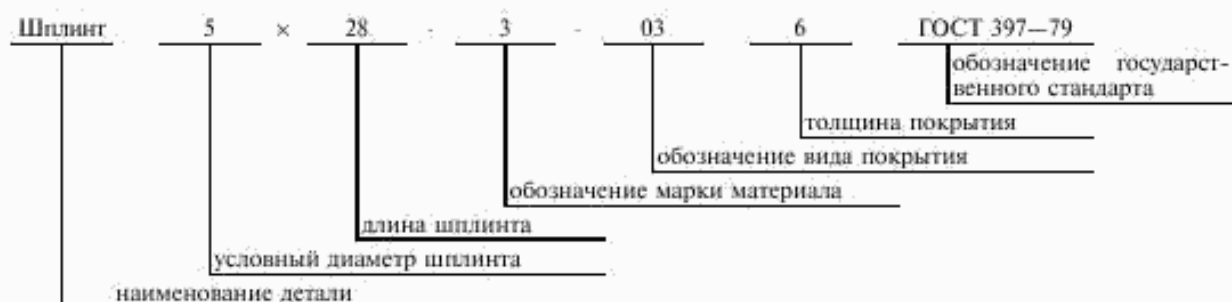 Шплинт 5 × 28 - 3 - 03 6 ГОСТ 397—79
обозначение государст-
венного стандарта
толщина покрытия
обозначение вида покрытия
обозначение марки материала
длина шплинта
условный диаметр шплинта
наименование детали